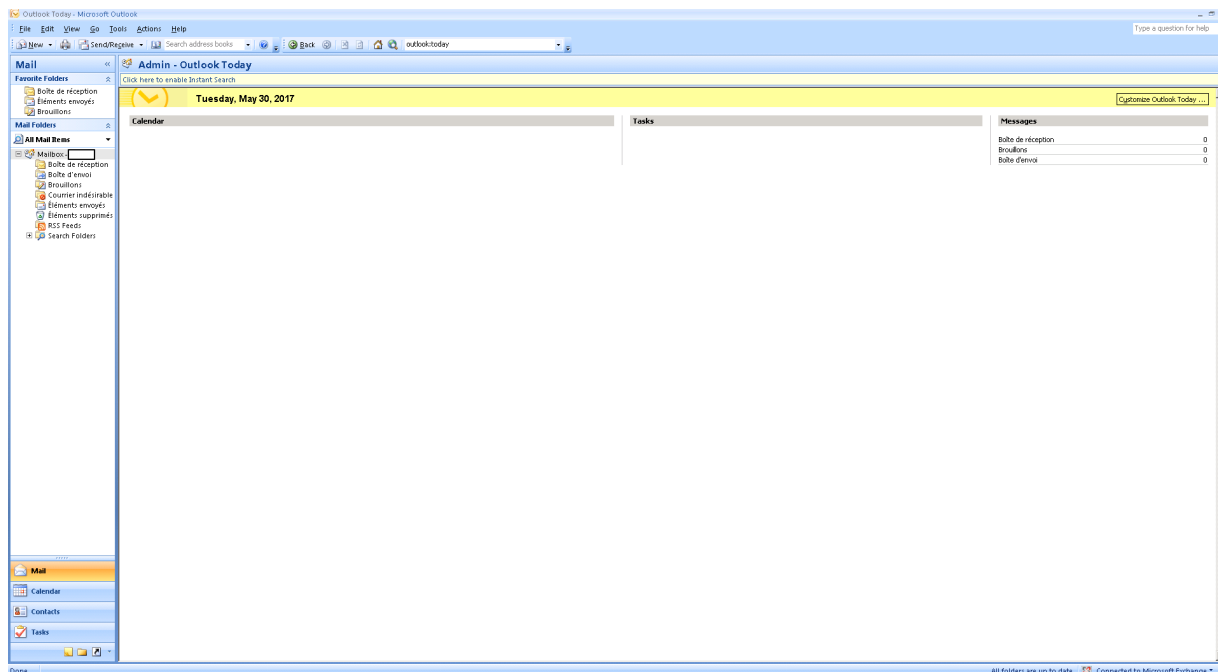 Outlook Today - Microsoft Outlook
File Edit View Go Tools Actions Help
Type a question for help
New Send/Receive Search address books Back outlook:today
Mail
Admin - Outlook Today
Favorite Folders
Click here to enable Instant Search
Boîte de réception
Éléments envoyés
Brouillons
Tuesday, May 30, 2017
Customize Outlook Today ...
Mail Folders
All Mail Items
Mailbox -
Boîte de réception
Boîte d'envoi
Brouillons
Courrier indésirable
Éléments envoyés
Éléments supprimés
RSS Feeds
Search Folders
Calendar
Tasks
Messages
Boîte de réception 0
Brouillons 0
Boîte d'envoi 0
Mail
Calendar
Contacts
Tasks
Done
All folders are up to date. Connected to Microsoft Exchange